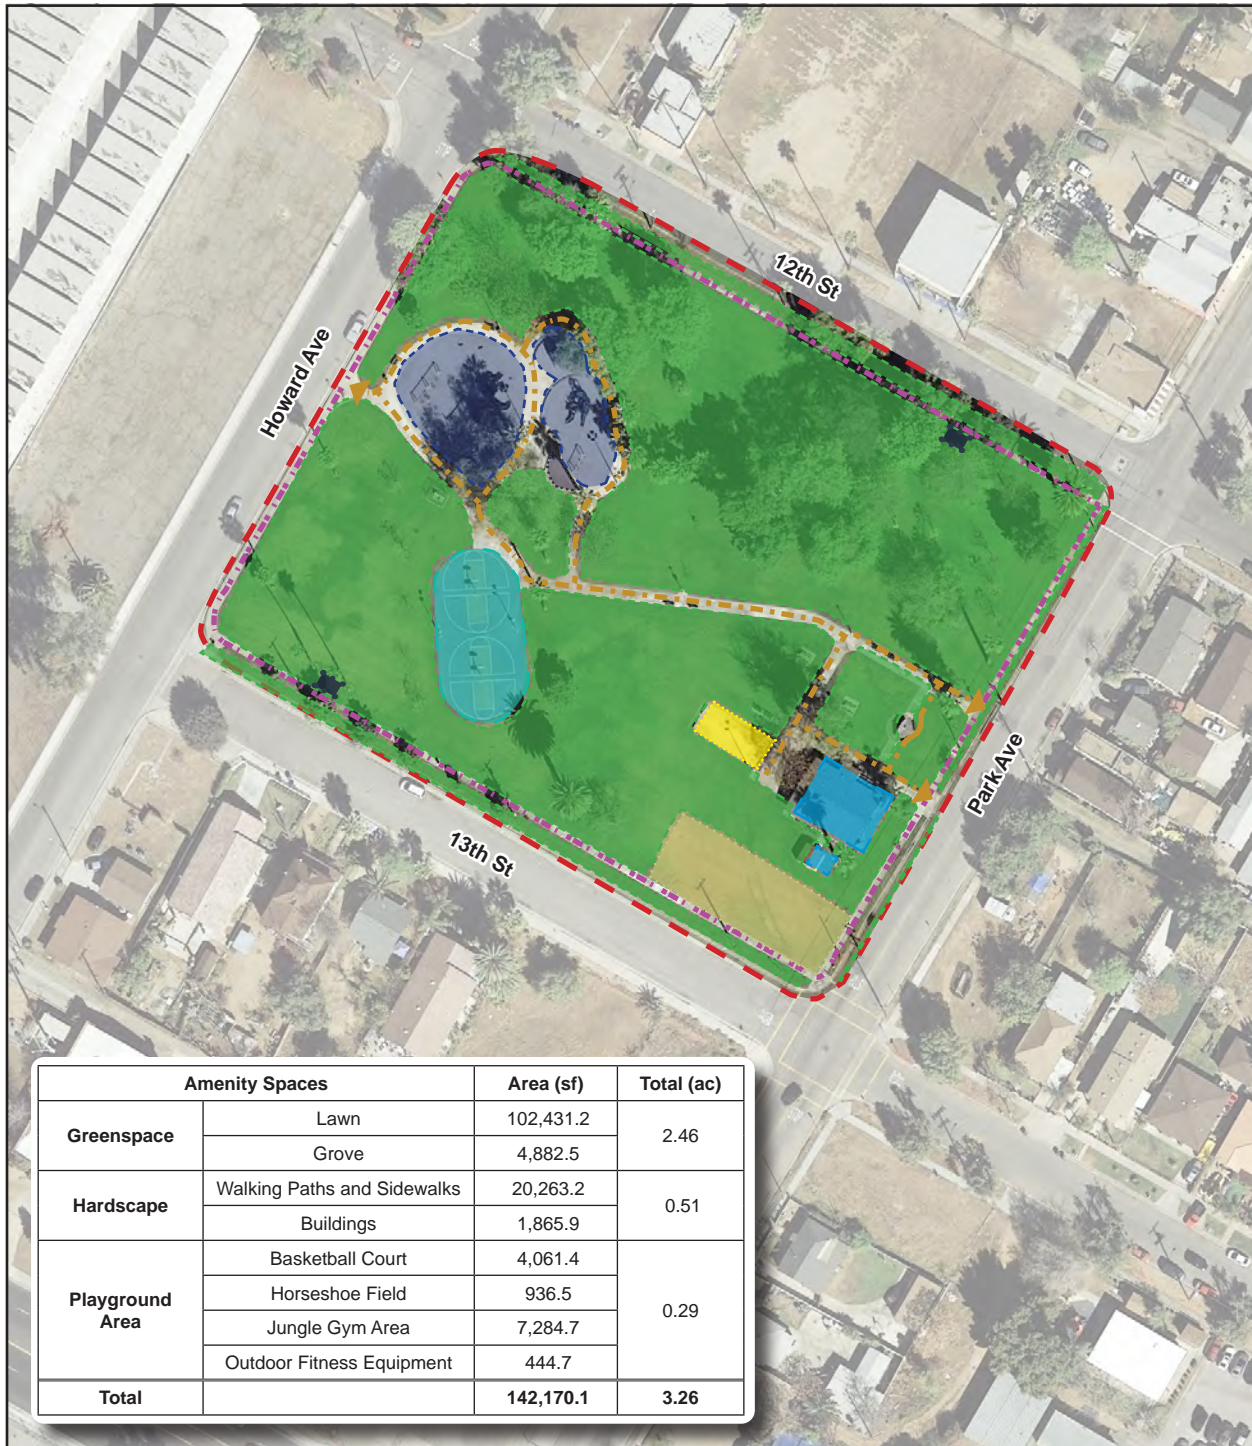 12th St
Howard Ave
Park Ave
13th St
Amenity Spaces Area (sf) Total (ac)
Greenspace Lawn 102,431.2 2.46
Grove 4,882.5
Hardscape Walking Paths and Sidewalks 20,263.2 0.51
Buildings 1,865.9
Playground Area Basketball Court 4,061.4 0.29
Horseshoe Field 936.5
Jungle Gym Area 7,284.7
Outdoor Fitness Equipment 444.7
Total 142,170.1 3.26